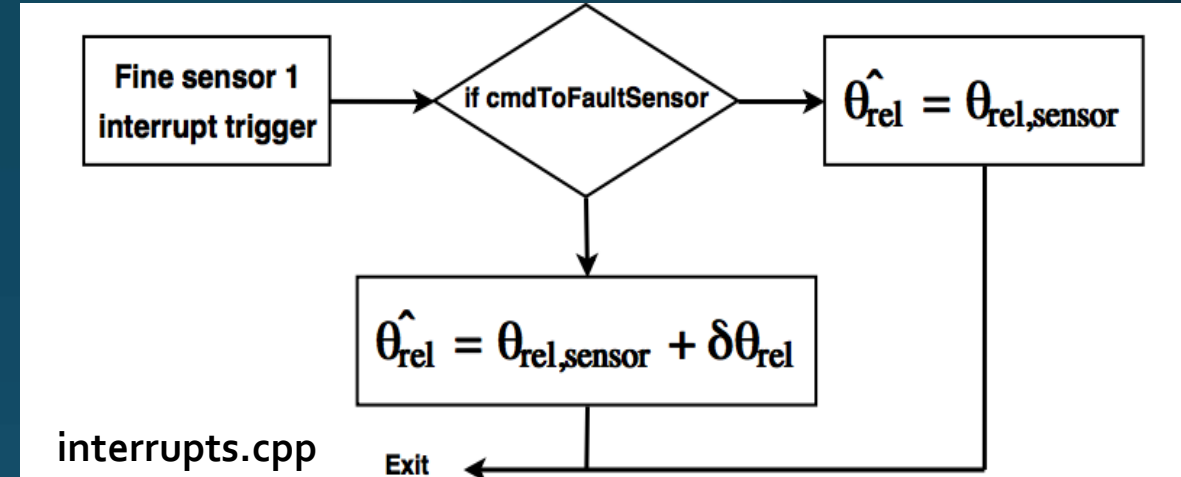 Fine sensor 1
interrupt trigger
if cmdToFaultSensor
θ̂rel = θrel,sensor
θ̂rel = θrel,sensor + δθrel
interrupts.cpp
Exit